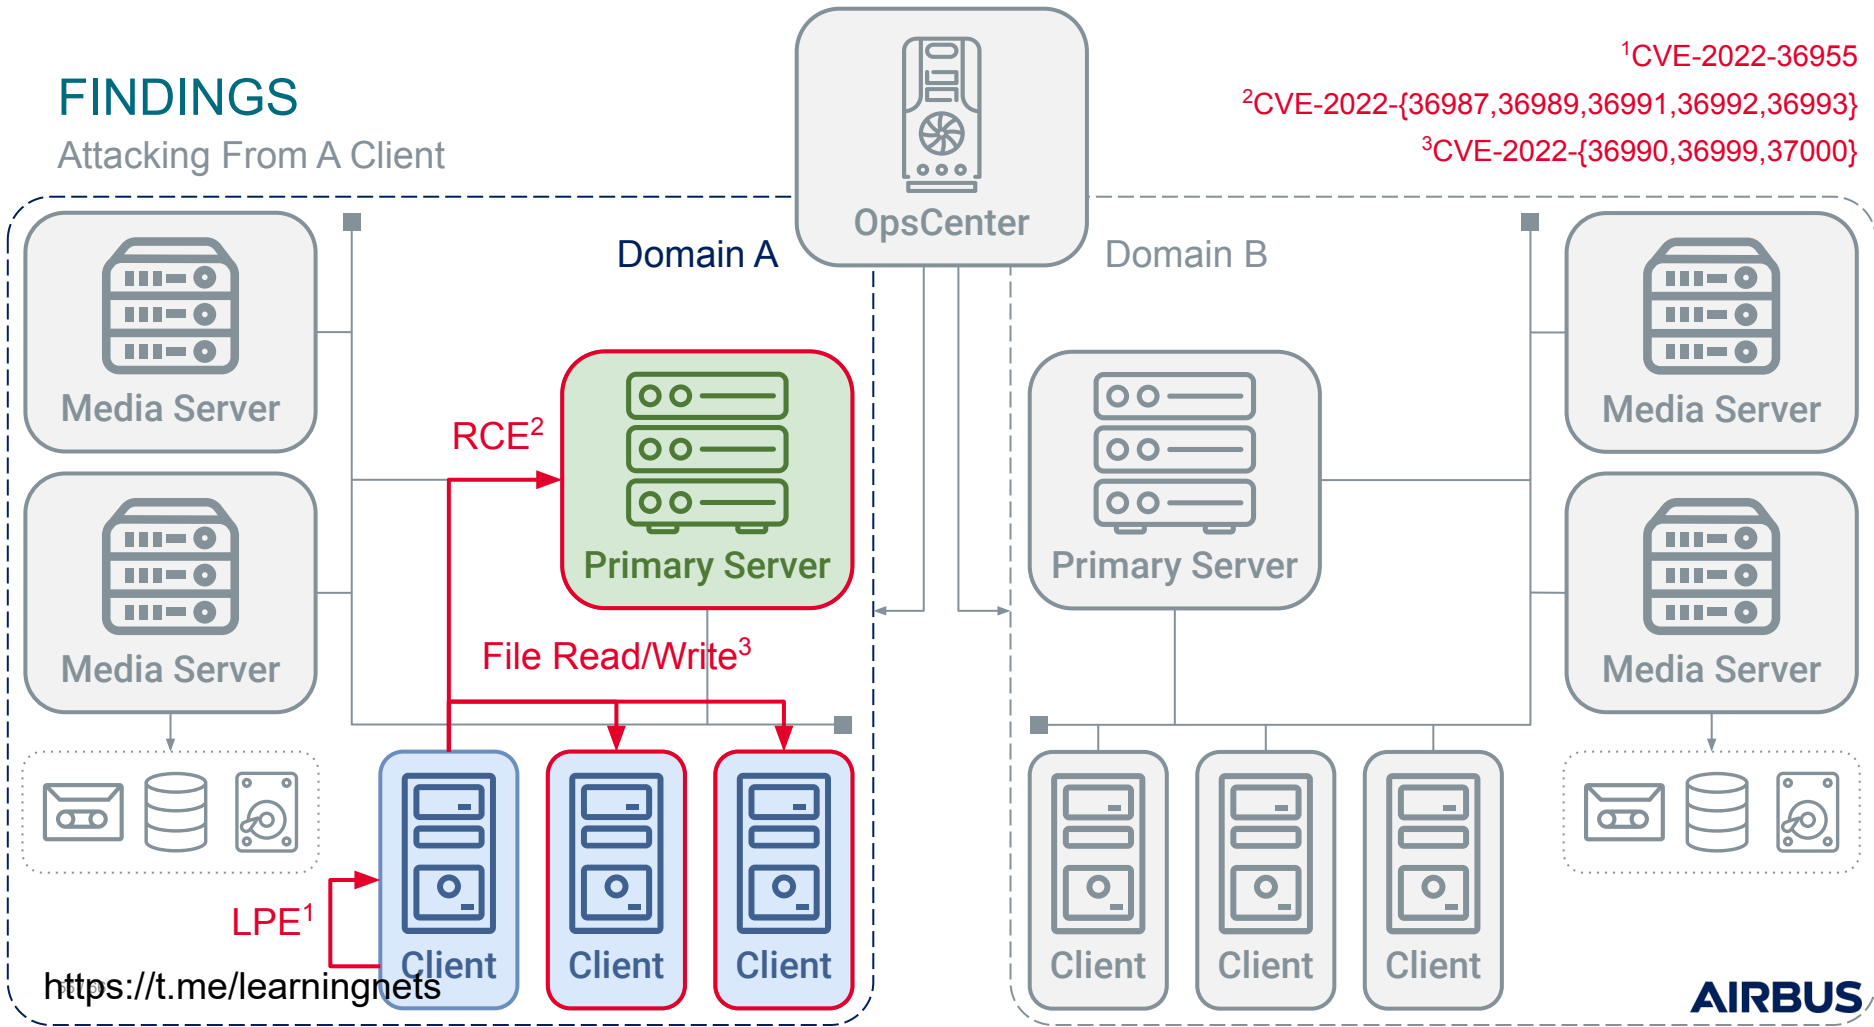 FINDINGS
Attacking From A Client
¹CVE-2022-36955
²CVE-2022-{36987,36989,36991,36992,36993}
³CVE-2022-{36990,36999,37000}
OpsCenter
Domain A
Domain B
Media Server
Media Server
RCE²
Primary Server
Primary Server
Media Server
Media Server
File Read/Write³
LPE¹
Client
Client
Client
Client
Client
Client
https://t.me/learningnets
AIRBUS